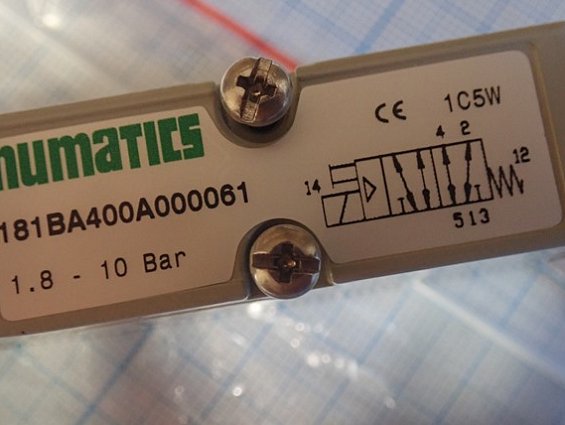 numatics
181BA400A000061
1.8 - 10 Bar
CE 1C5W
4 2
14
12
513